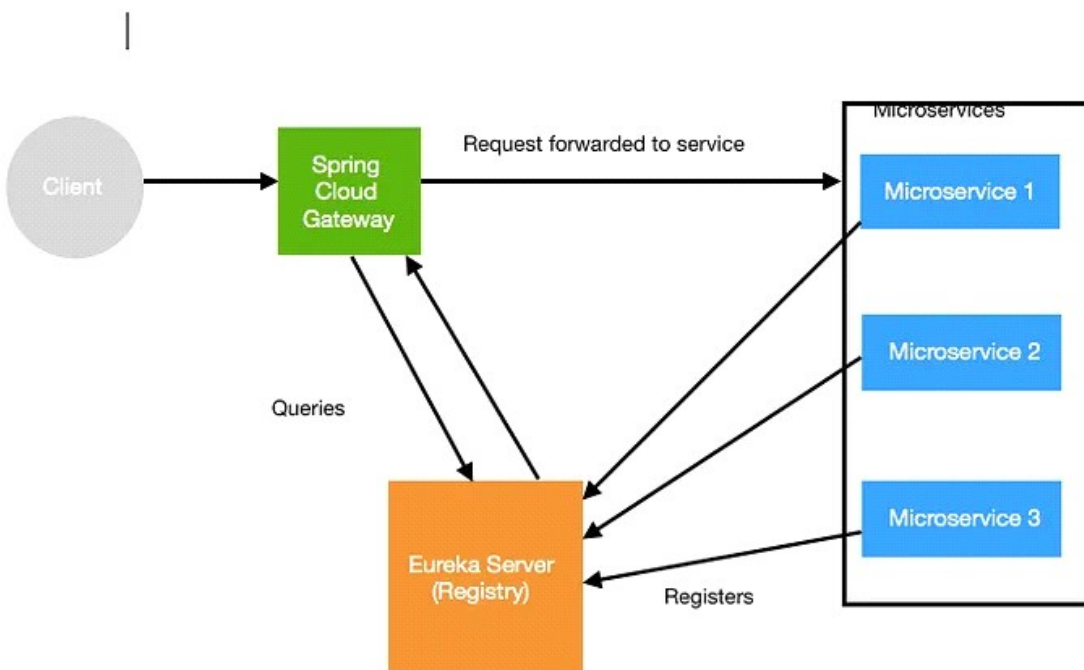 Microservices
Client
Spring
Cloud
Gateway
Request forwarded to service
Microservice 1
Microservice 2
Queries
Microservice 3
Eureka Server
(Registry)
Registers